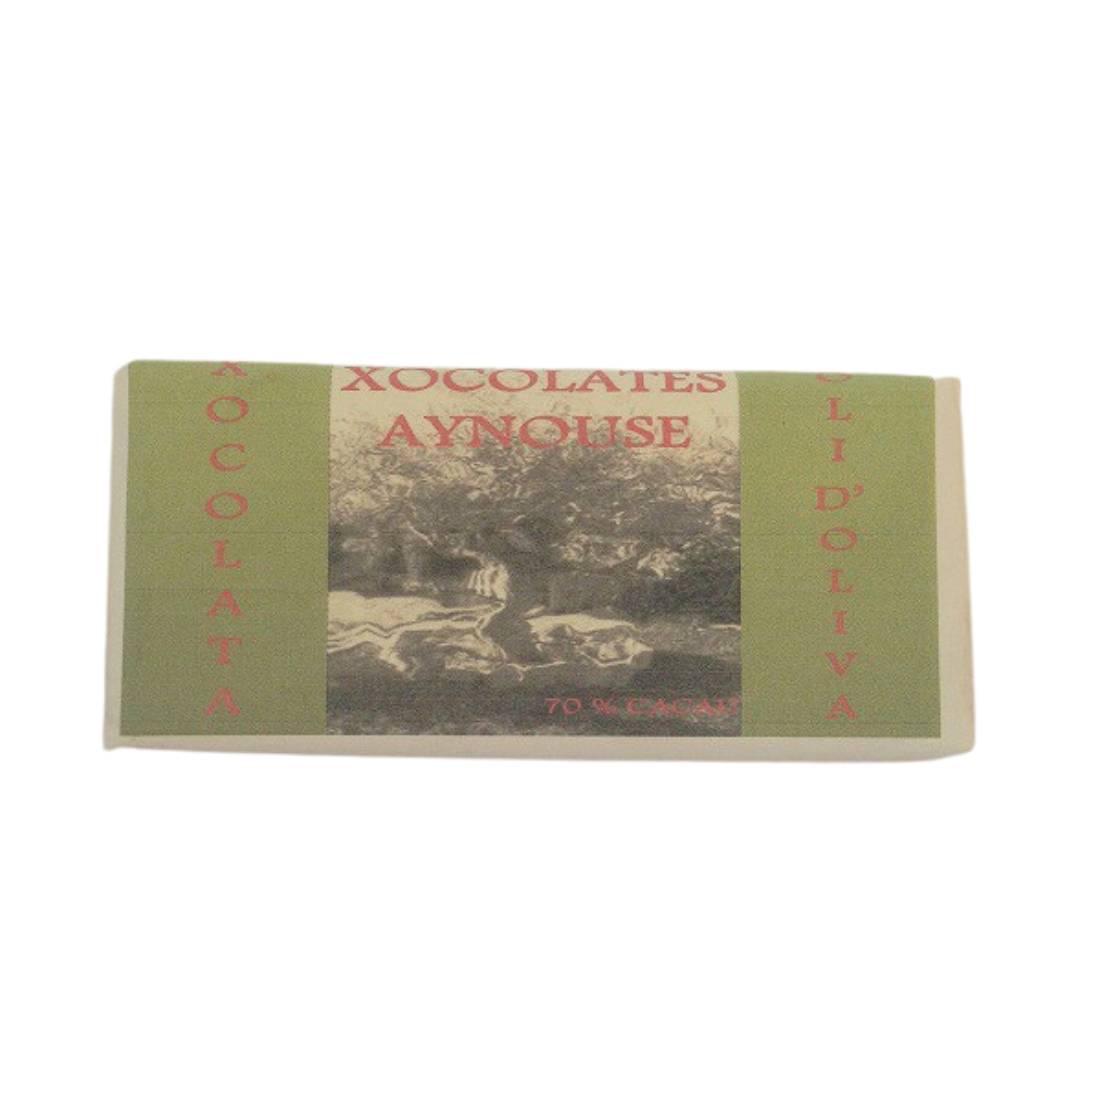 XOCOLATA
XOCOLATES
AYNOUSE
70 % CACAU
OLI D'OLIVA